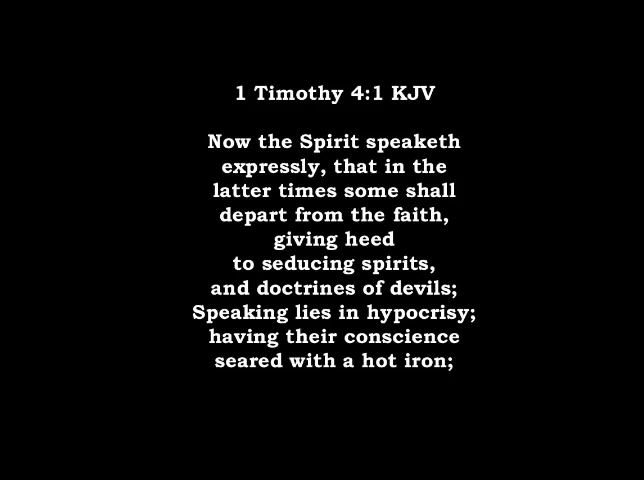 1 Timothy 4:1 KJV
Now the Spirit speaketh
expressly, that in the
latter times some shall
depart from the faith,
giving heed
to seducing spirits,
and doctrines of devils;
Speaking lies in hypocrisy;
having their conscience
seared with a hot iron;